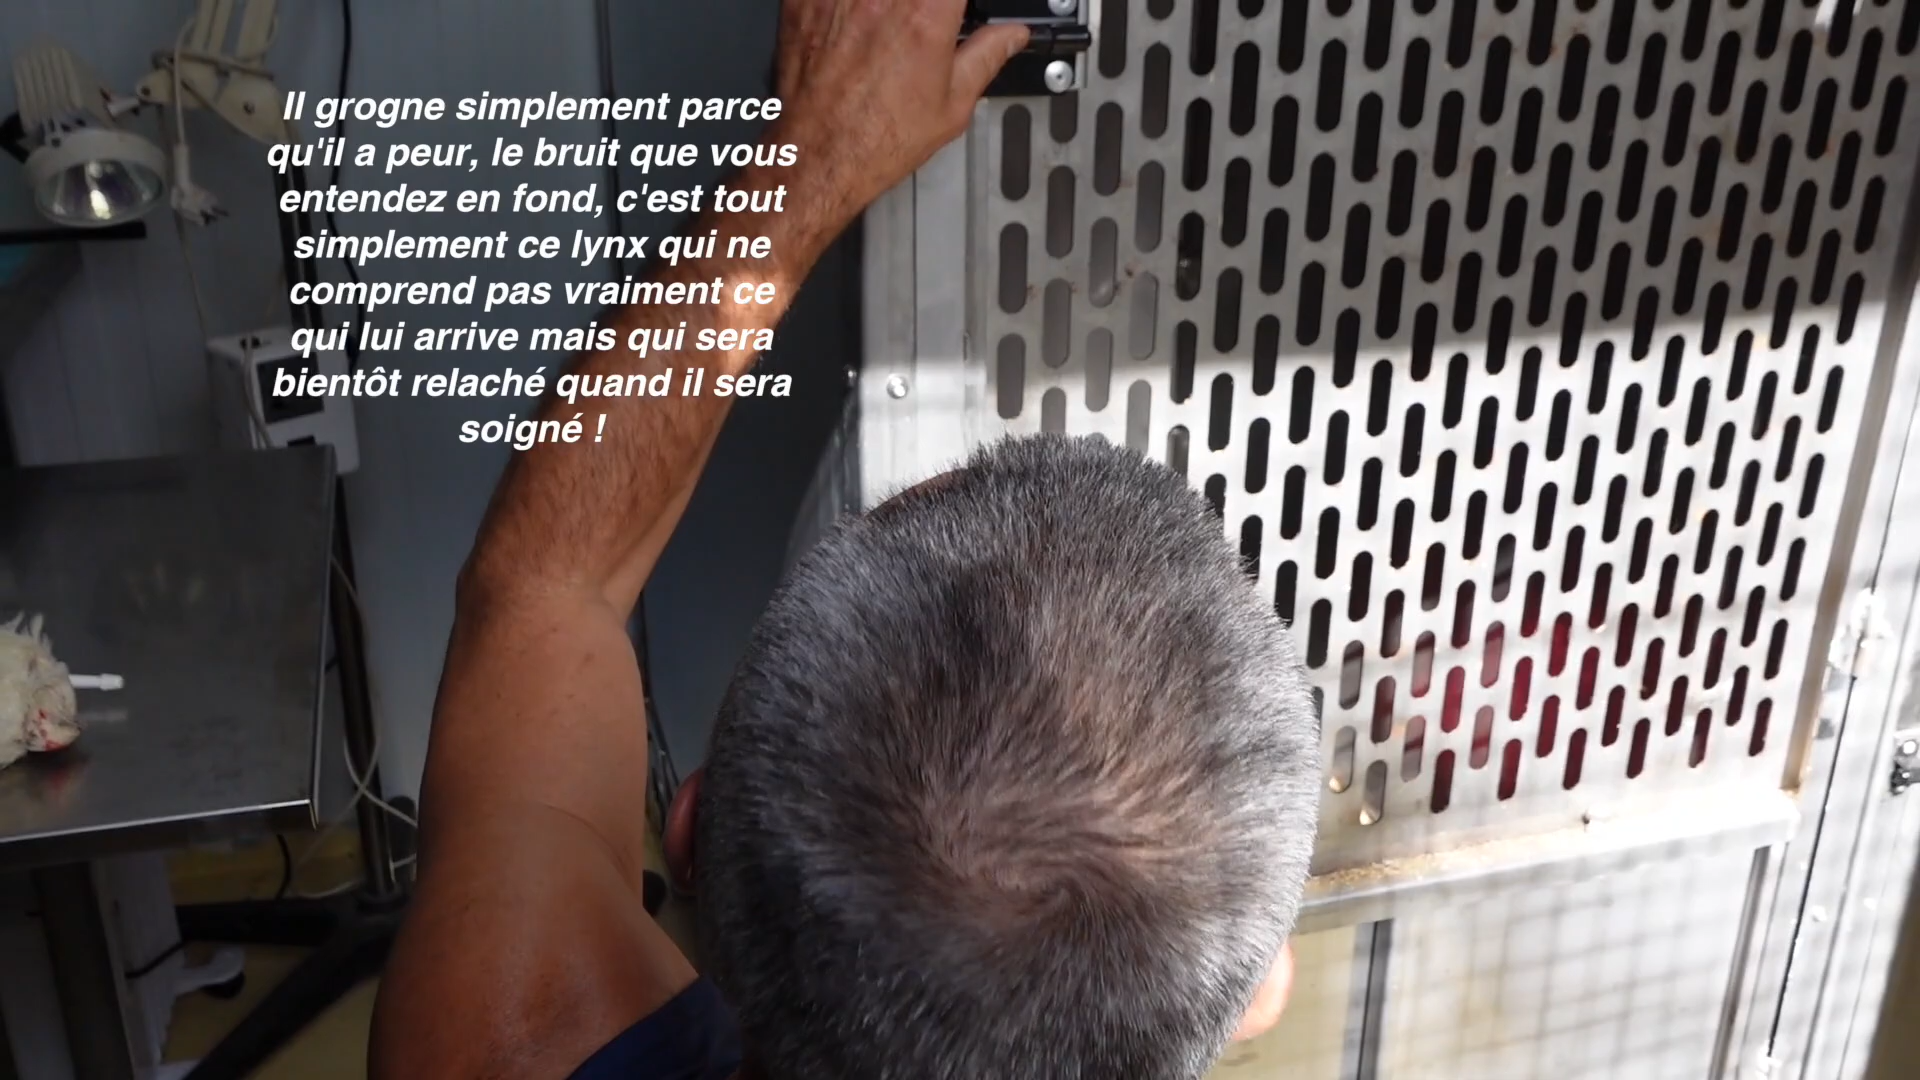 Il grogne simplement parce
qu'il a peur, le bruit que vous
entendez en fond, c'est tout
simplement ce lynx qui ne
comprend pas vraiment ce
qui lui arrive mais qui sera
bientôt relaché quand il sera
soigné !